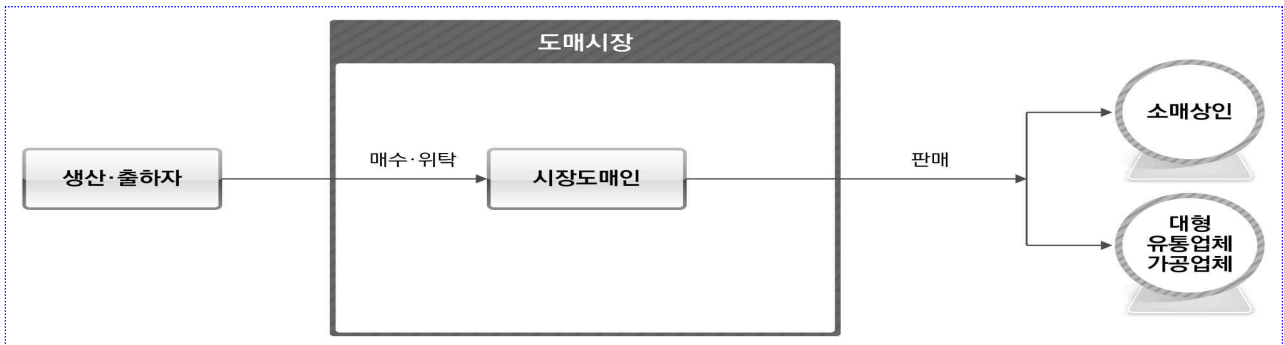 도매시장
생산·출하자
매수·위탁
시장도매인
판매
소매상인
대형
유통업체
가공업체